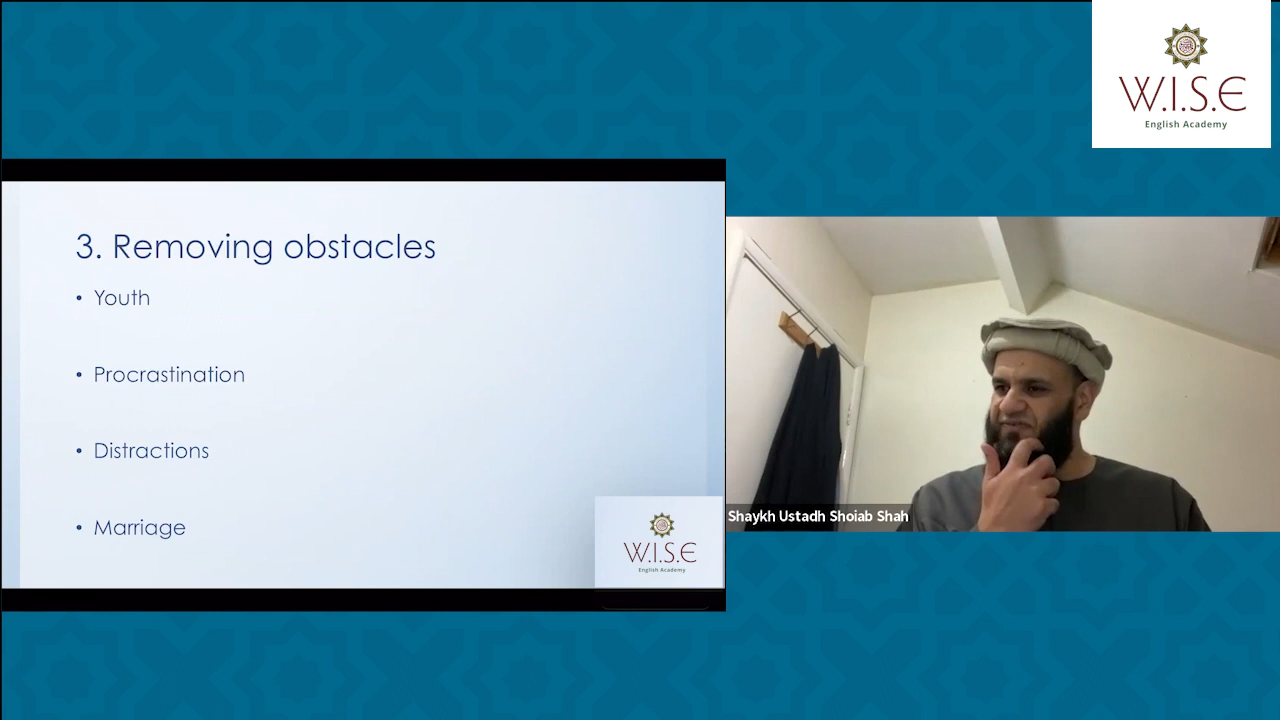 W.I.S.E
English Academy
3. Removing obstacles
• Youth
• Procrastination
• Distractions
• Marriage
W.I.S.E
English Academy
Shaykh Ustadh Shoiab Shah